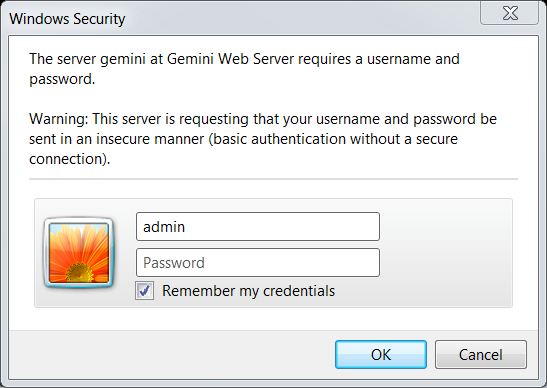 Windows Security
The server gemini at Gemini Web Server requires a username and
password.
Warning: This server is requesting that your username and password be
sent in an insecure manner (basic authentication without a secure
connection).
admin
Password
Remember my credentials
OK
Cancel